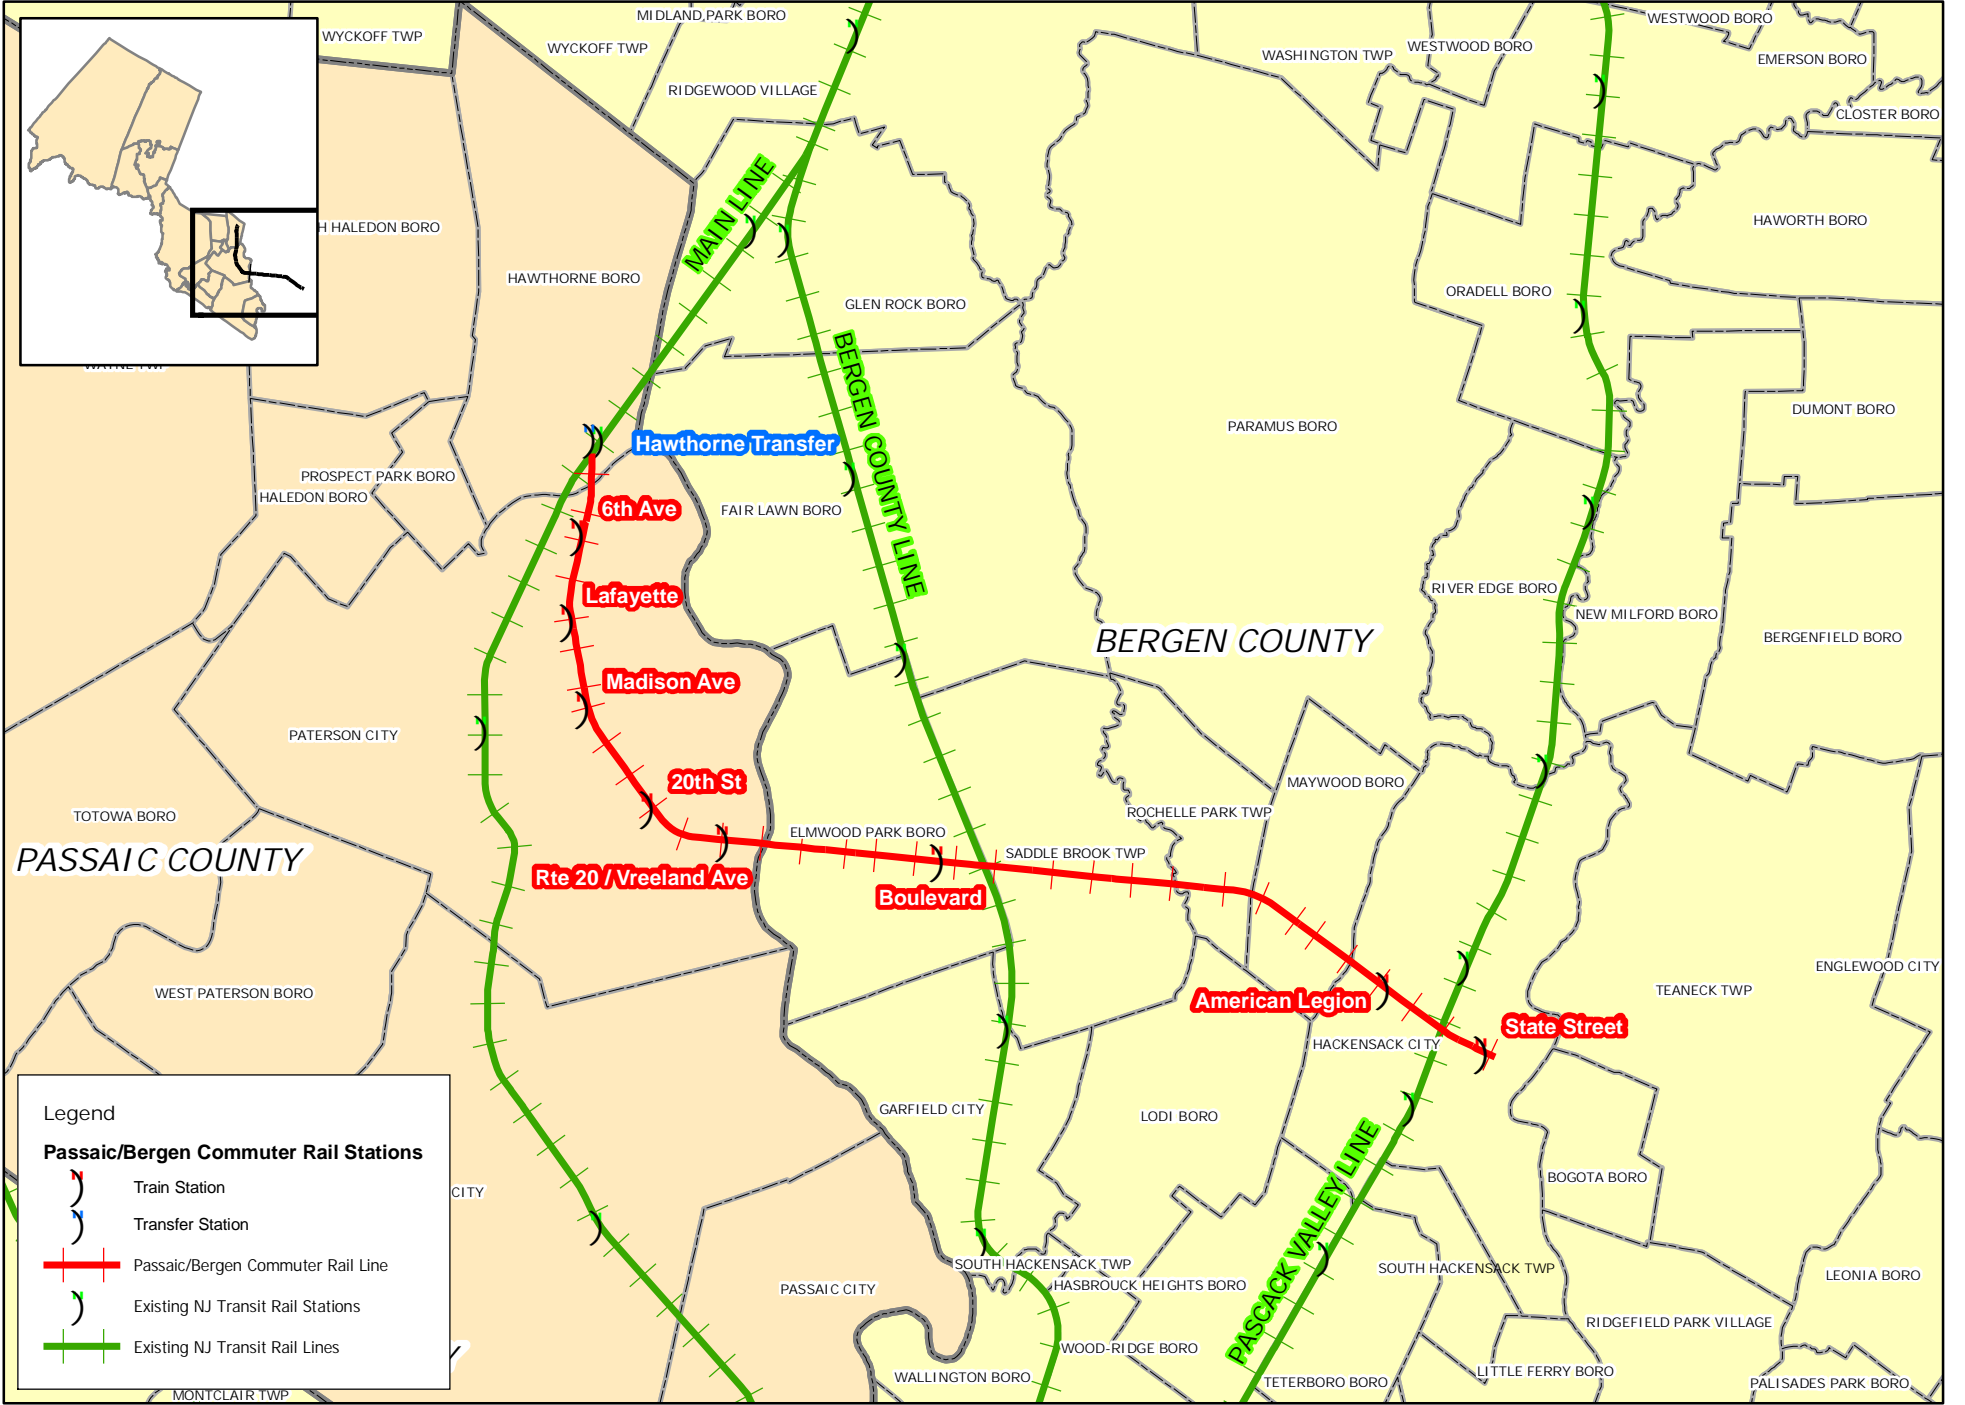 MIDLAND PARK BORO
WESTWOOD BORO
WYCKOFF TWP
WYCKOFF TWP
WASHINGTON TWP
WESTWOOD BORO
EMERSON BORO
RIDGEWOOD VILLAGE
CLOSTER BORO
MAIN LINE
H HALEDON BORO
HAWORTH BORO
HAWTHORNE BORO
ORADELL BORO
GLEN ROCK BORO
BERGEN COUNTY LINE
DUMONT BORO
PARAMUS BORO
Hawthorne Transfer
PROSPECT PARK BORO
HALEDON BORO
6th Ave
FAIR LAWN BORO
Lafayette
RIVER EDGE BORO
NEW MILFORD BORO
BERGENFIELD BORO
BERGEN COUNTY
Madison Ave
PATERSON CITY
20th St
MAYWOOD BORO
ROCHELLE PARK TWP
TOTOWA BORO
ELMWOOD PARK BORO
SADDLE BROOK TWP
PASSAIC COUNTY
Rte 20 / Vreeland Ave
Boulevard
ENGLEWOOD CITY
WEST PATERSON BORO
TEANECK TWP
American Legion
State Street
HACKENSACK CITY
GARFIELD CITY
LODI BORO
PASCACK VALLEY LINE
BOGOTA BORO
CITY
SOUTH HACKENSACK TWP
SOUTH HACKENSACK TWP
LEONIA BORO
HASBROUCK HEIGHTS BORO
PASSAIC CITY
RIDGEFIELD PARK VILLAGE
WOOD-RIDGE BORO
WALLINGTON BORO
LITTLE FERRY BORO
TETERBORO BORO
PALISADES PARK BORO
MONTCLAIR TWP
Legend
Passaic/Bergen Commuter Rail Stations
Train Station
Transfer Station
Passaic/Bergen Commuter Rail Line
Existing NJ Transit Rail Stations
Existing NJ Transit Rail Lines